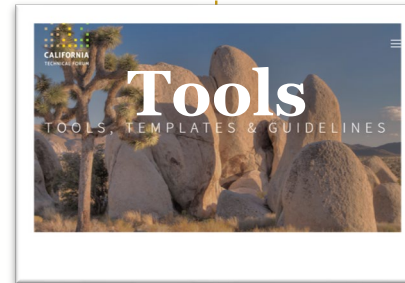 CALIFORNIA
TECHNICAL FORUM
Tools
TOOLS, TEMPLATES & GUIDELINES